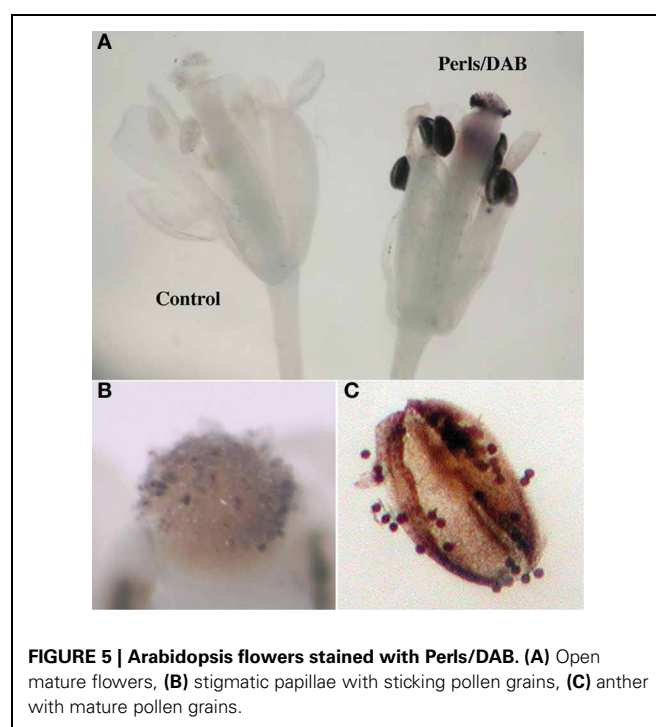 A
Perls/DAB
Control
B
C
FIGURE 5 | Arabidopsis flowers stained with Perls/DAB. (A) Open
mature flowers, (B) stigmatic papillae with sticking pollen grains, (C) anther
with mature pollen grains.